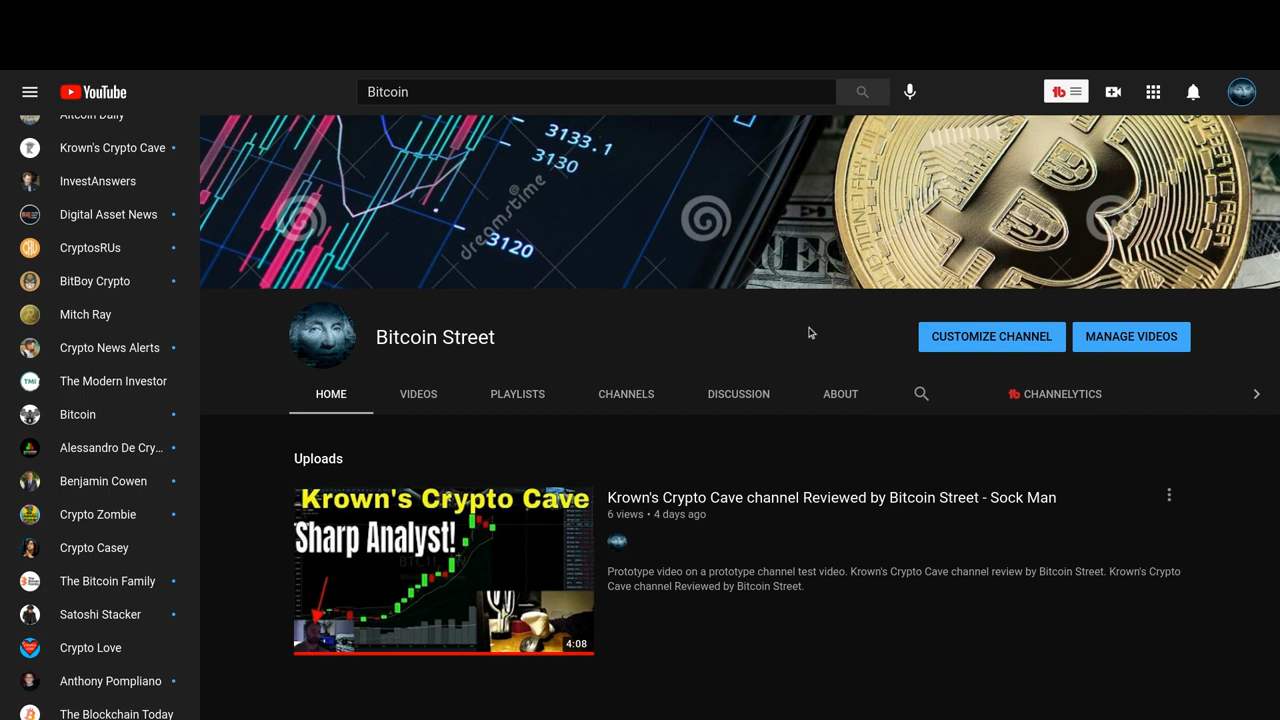 YouTube
Bitcoin
Altcoin Daily
Krown's Crypto Cave
InvestAnswers
Digital Asset News
CryptosRUs
BitBoy Crypto
Mitch Ray
Crypto News Alerts
The Modern Investor
Bitcoin
Alessandro De Cry...
Benjamin Cowen
Crypto Zombie
Crypto Casey
The Bitcoin Family
Satoshi Stacker
Crypto Love
Anthony Pompliano
The Blockchain Today
3133.1
3130
3120
dreamstime
Bitcoin Street
CUSTOMIZE CHANNEL
MANAGE VIDEOS
HOME
VIDEOS
PLAYLISTS
CHANNELS
DISCUSSION
ABOUT
CHANNELYTICS
Uploads
Krown's Crypto Cave
Sharp Analyst!
4:08
Krown's Crypto Cave channel Reviewed by Bitcoin Street - Sock Man
6 views • 4 days ago
Prototype video on a prototype channel test video. Krown's Crypto Cave channel review by Bitcoin Street. Krown's Crypto
Cave channel Reviewed by Bitcoin Street.